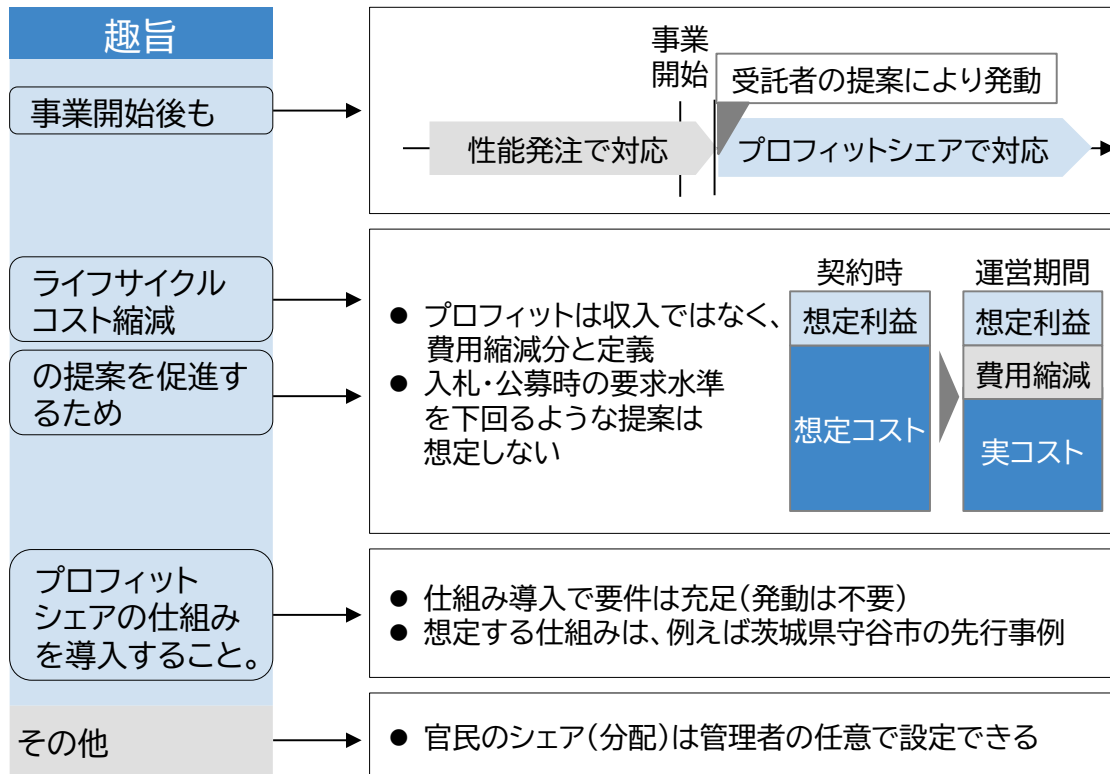 趣旨
事業開始後も
事業
開始
受託者の提案により発動
性能発注で対応
プロフィットシェアで対応
ライフサイクル
コスト縮減
の提案を促進す
るため
● プロフィットは収入ではなく、
費用縮減分と定義
● 入札・公募時の要求水準
を下回るような提案は
想定しない
契約時
想定利益
想定コスト
運営期間
想定利益
費用縮減
実コスト
プロフィット
シェアの仕組み
を導入すること。
● 仕組み導入で要件は充足(発動は不要)
● 想定する仕組みは、例えば茨城県守谷市の先行事例
その他
● 官民のシェア(分配)は管理者の任意で設定できる